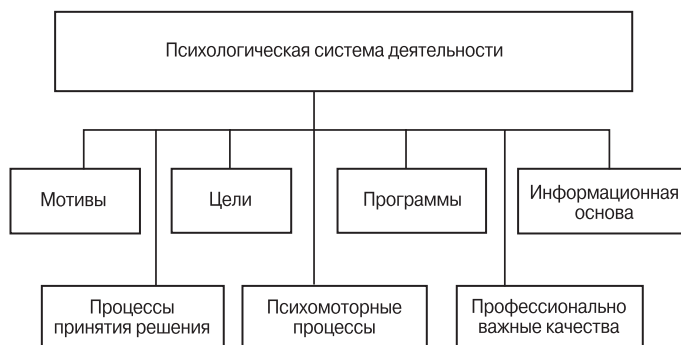 Психологическая система деятельности
Мотивы
Цели
Программы
Информационная
основа
Процессы
принятия решения
Психомоторные
процессы
Профессионально
важные качества